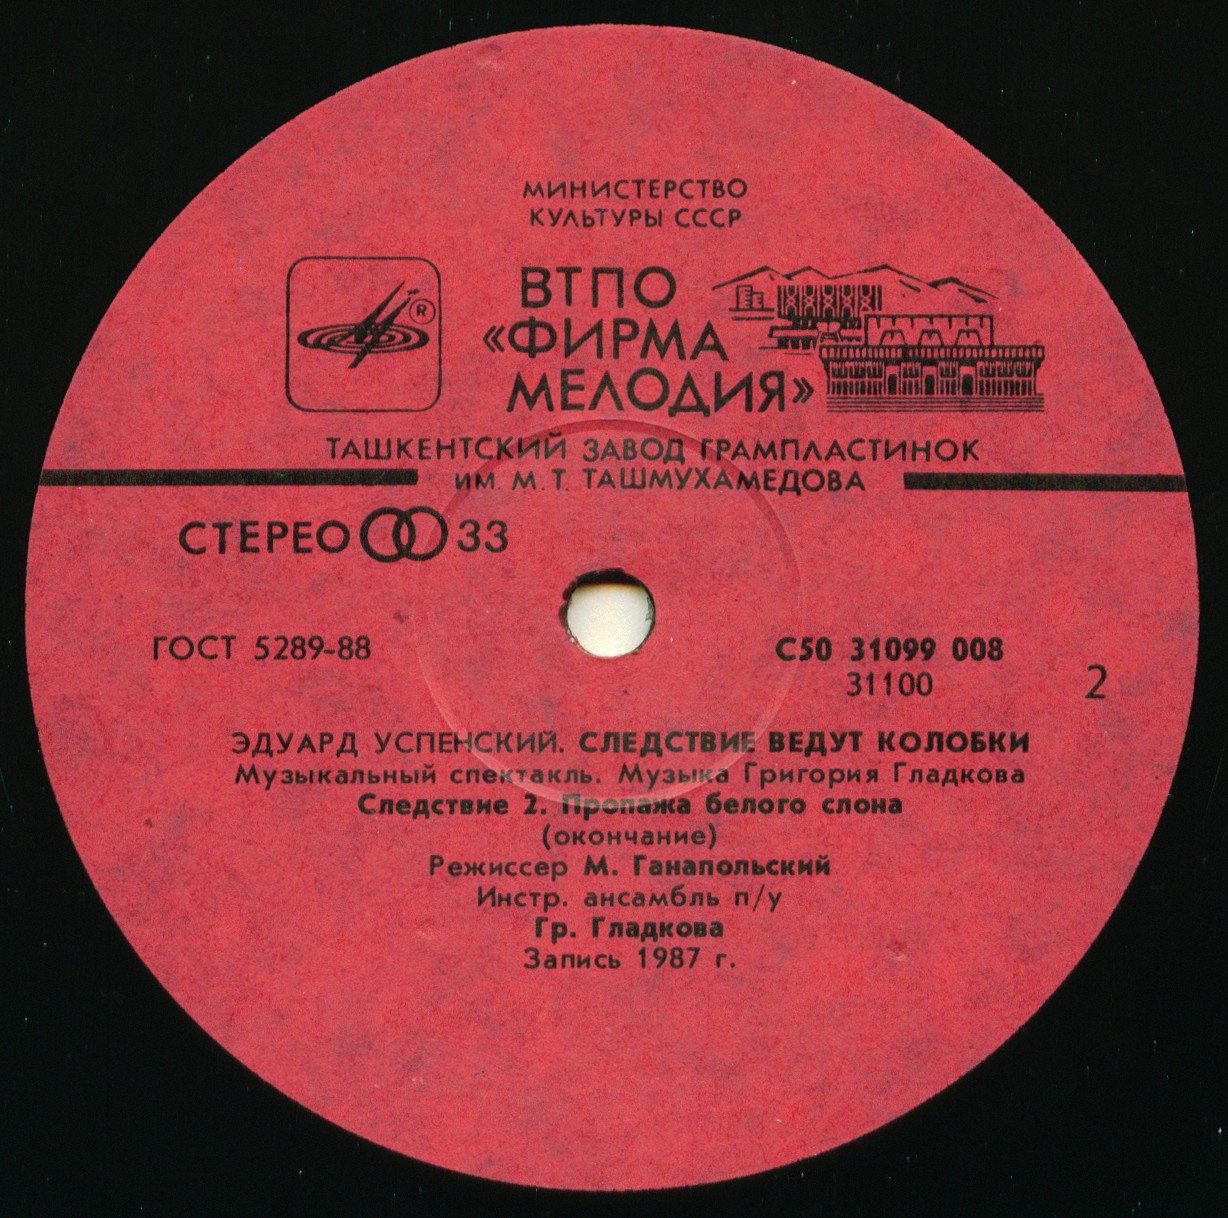 МИНИСТЕРСТВО
КУЛЬТУРЫ СССР
®
ВТПО
«ФИРМА
МЕЛОДИЯ»
ТАШКЕНТСКИЙ ЗАВОД ГРАМПЛАСТИНОК
ИМ. М. Т. ТАШМУХАМЕДОВА
СТЕРЕО 33
ГОСТ 5289-88
С50 31099 008
31100
2
ЭДУАРД УСПЕНСКИЙ. СЛЕДСТВИЕ ВЕДУТ КОЛОБКИ
Музыкальный спектакль. Музыка Григория Гладкова
Следствие 2. Пропажа белого слона
(окончание)
Режиссер М. Ганапольский
Инстр. ансамбль п/у
Гр. Гладкова
Запись 1987 г.